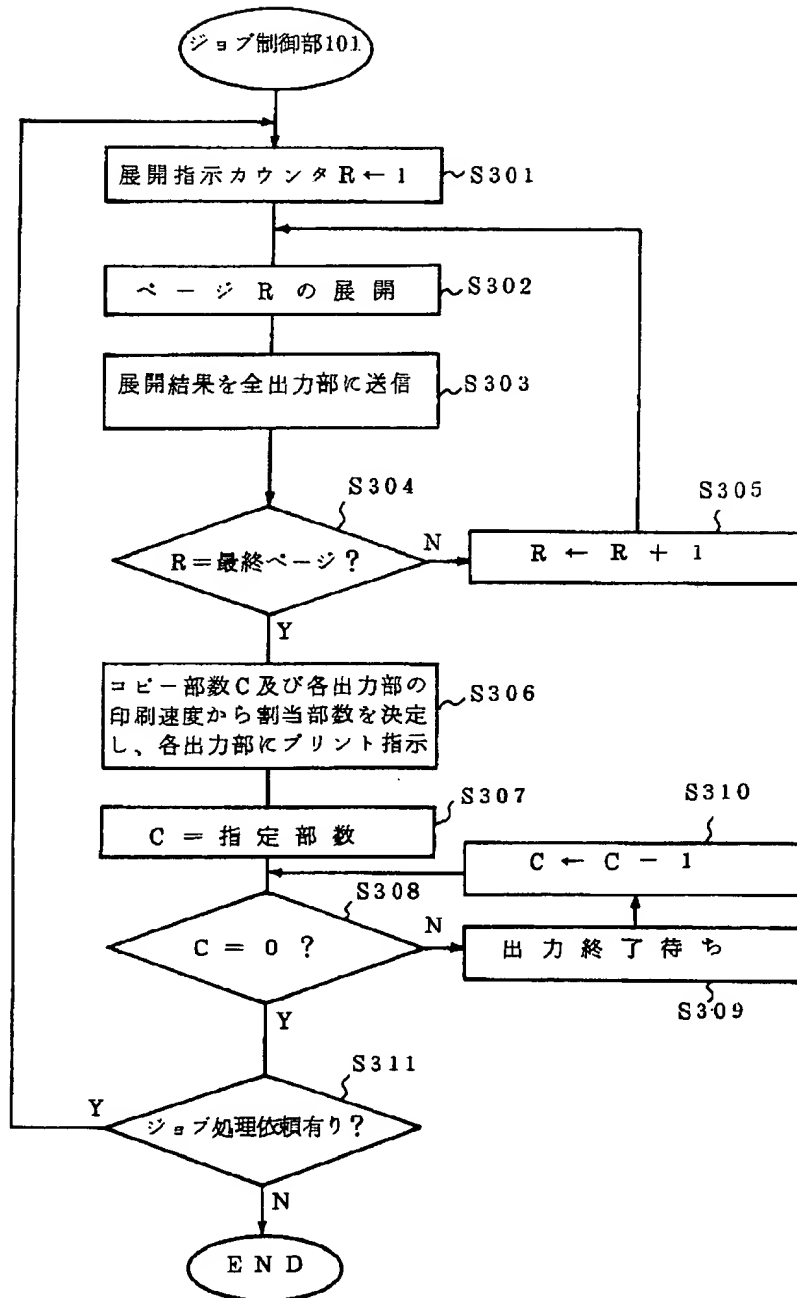 ジョブ制御部101
展開指示カウンタR←1
S301
ページRの展開
S302
展開結果を全出力部に送信
S303
S304
R=最終ページ?
N
Y
S305
R ← R + 1
コピー部数C及び各出力部の
印刷速度から割当部数を決定
し、各出力部にプリント指示
S306
S307
C=指定部数
S310
C ← C - 1
S308
C = 0 ?
N
Y
出力終了待ち
S309
S311
Y
ジョブ処理依頼有り?
N
END